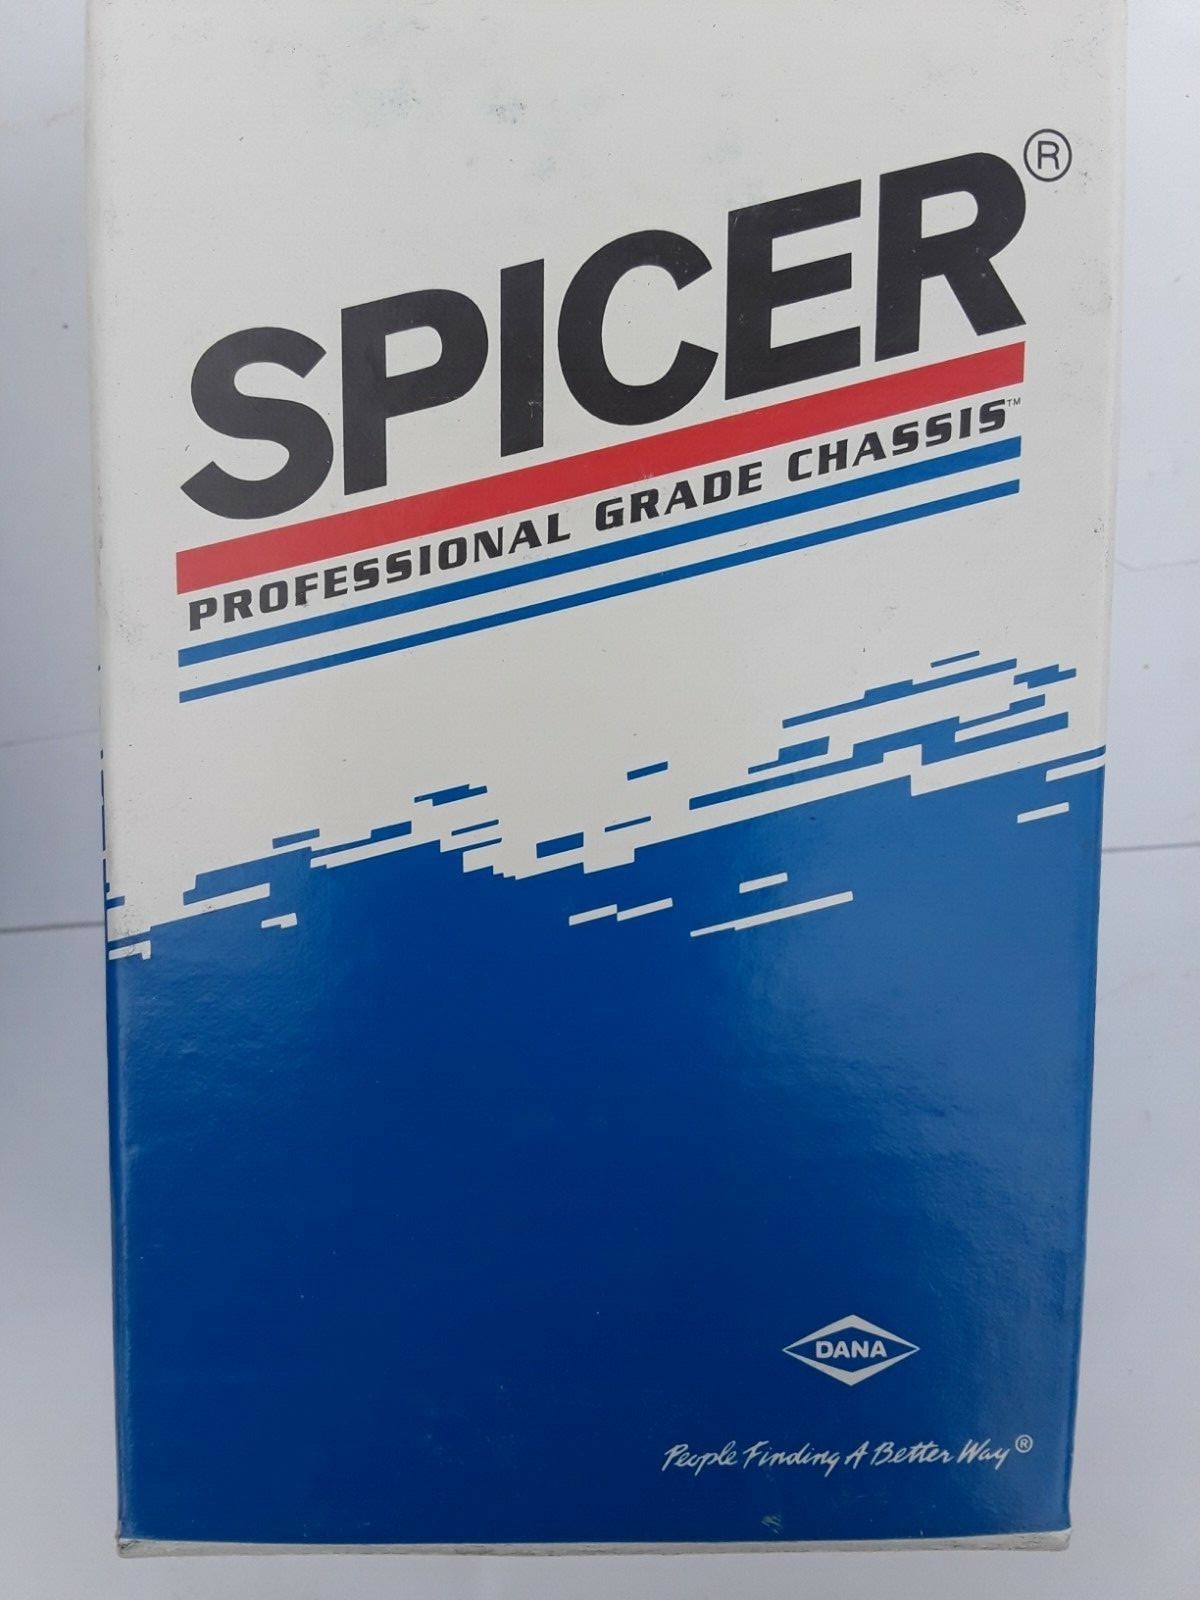 SPICER®
PROFESSIONAL GRADE CHASSIS™
DANA
People Finding A Better Way®